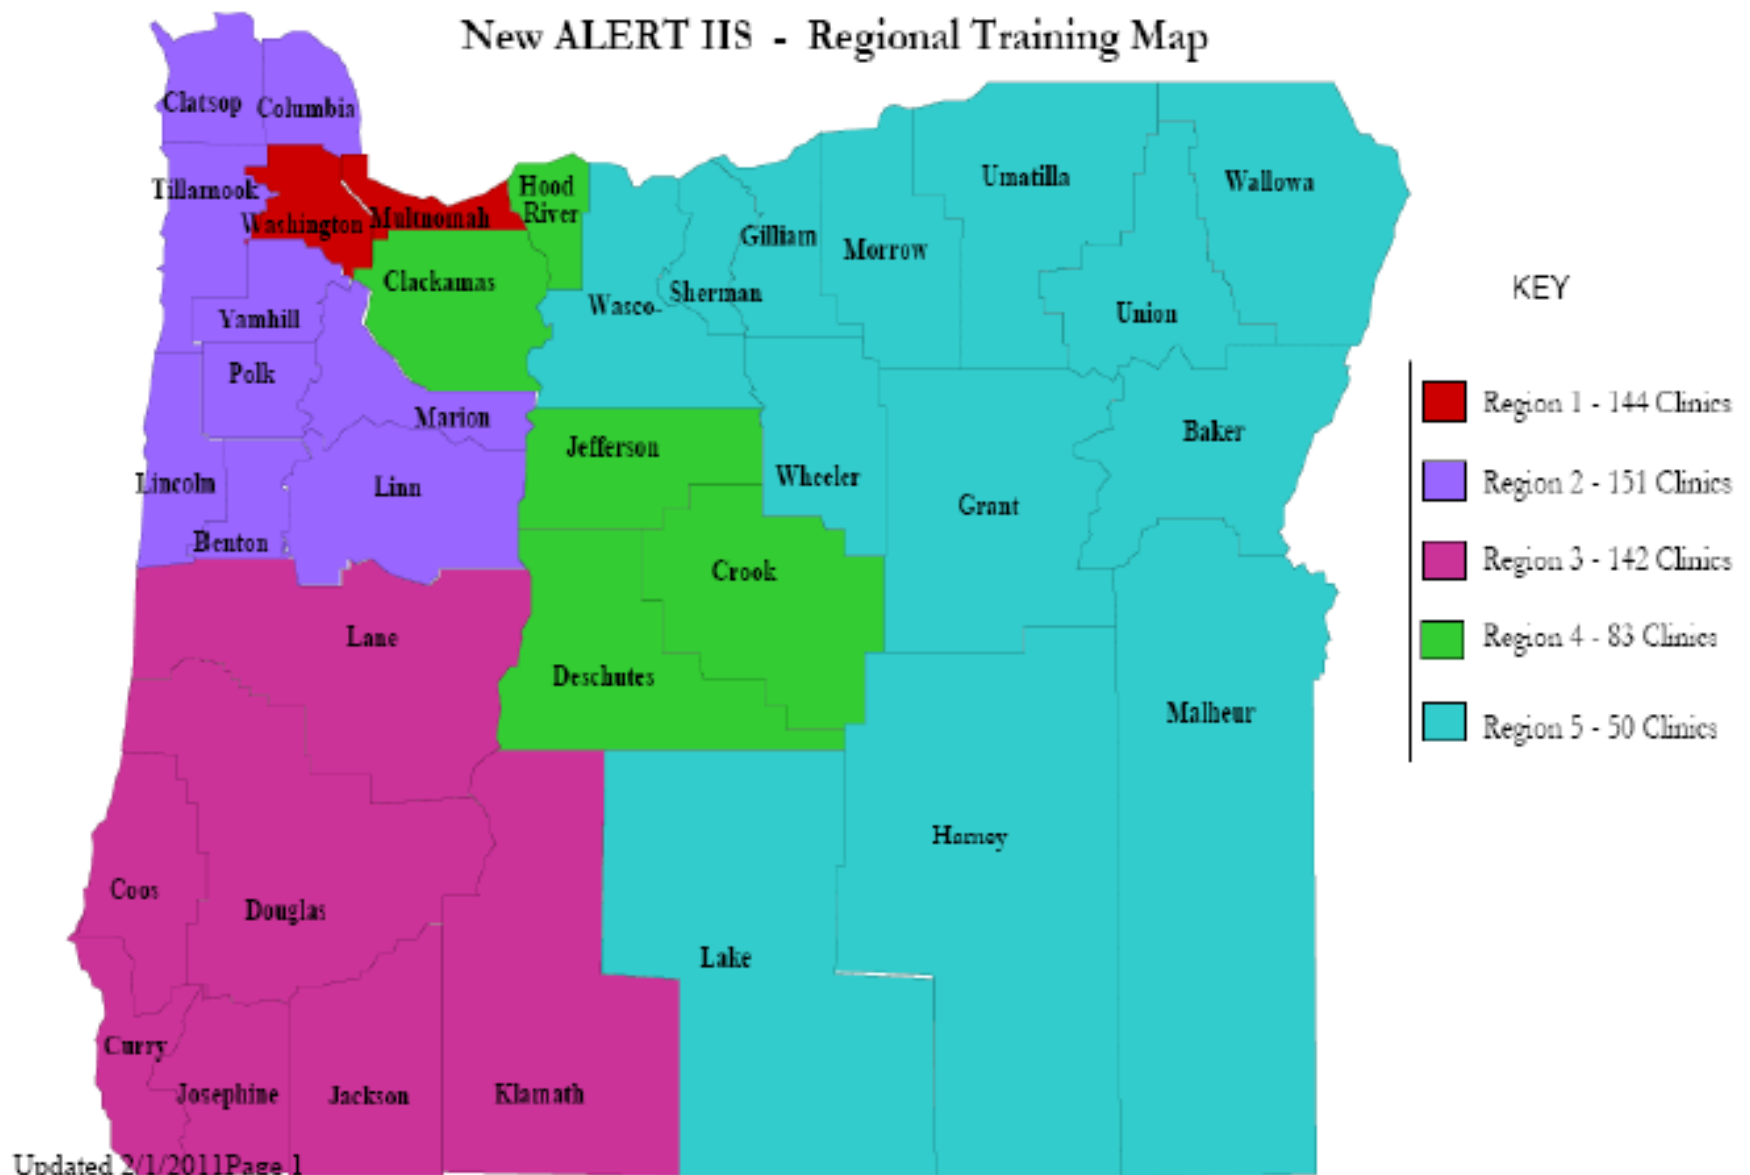 New ALERT IIS - Regional Training Map
Clatsop
Columbia
Tillamook
Washington
Multnomah
Hood
River
Clackamas
Yamhill
Polk
Marion
Lincoln
Linn
Benton
Wasco
Sherman
Gilliam
Morrow
Umatilla
Wallowa
Union
Baker
Jefferson
Wheeler
Grant
Crook
Deschutes
Lane
Malheur
Harney
Coos
Douglas
Lake
Curry
Josephine
Jackson
Klamath
KEY
Region 1 - 144 Clinics
Region 2 - 151 Clinics
Region 3 - 142 Clinics
Region 4 - 83 Clinics
Region 5 - 50 Clinics
Updated 2/1/2011Page 1